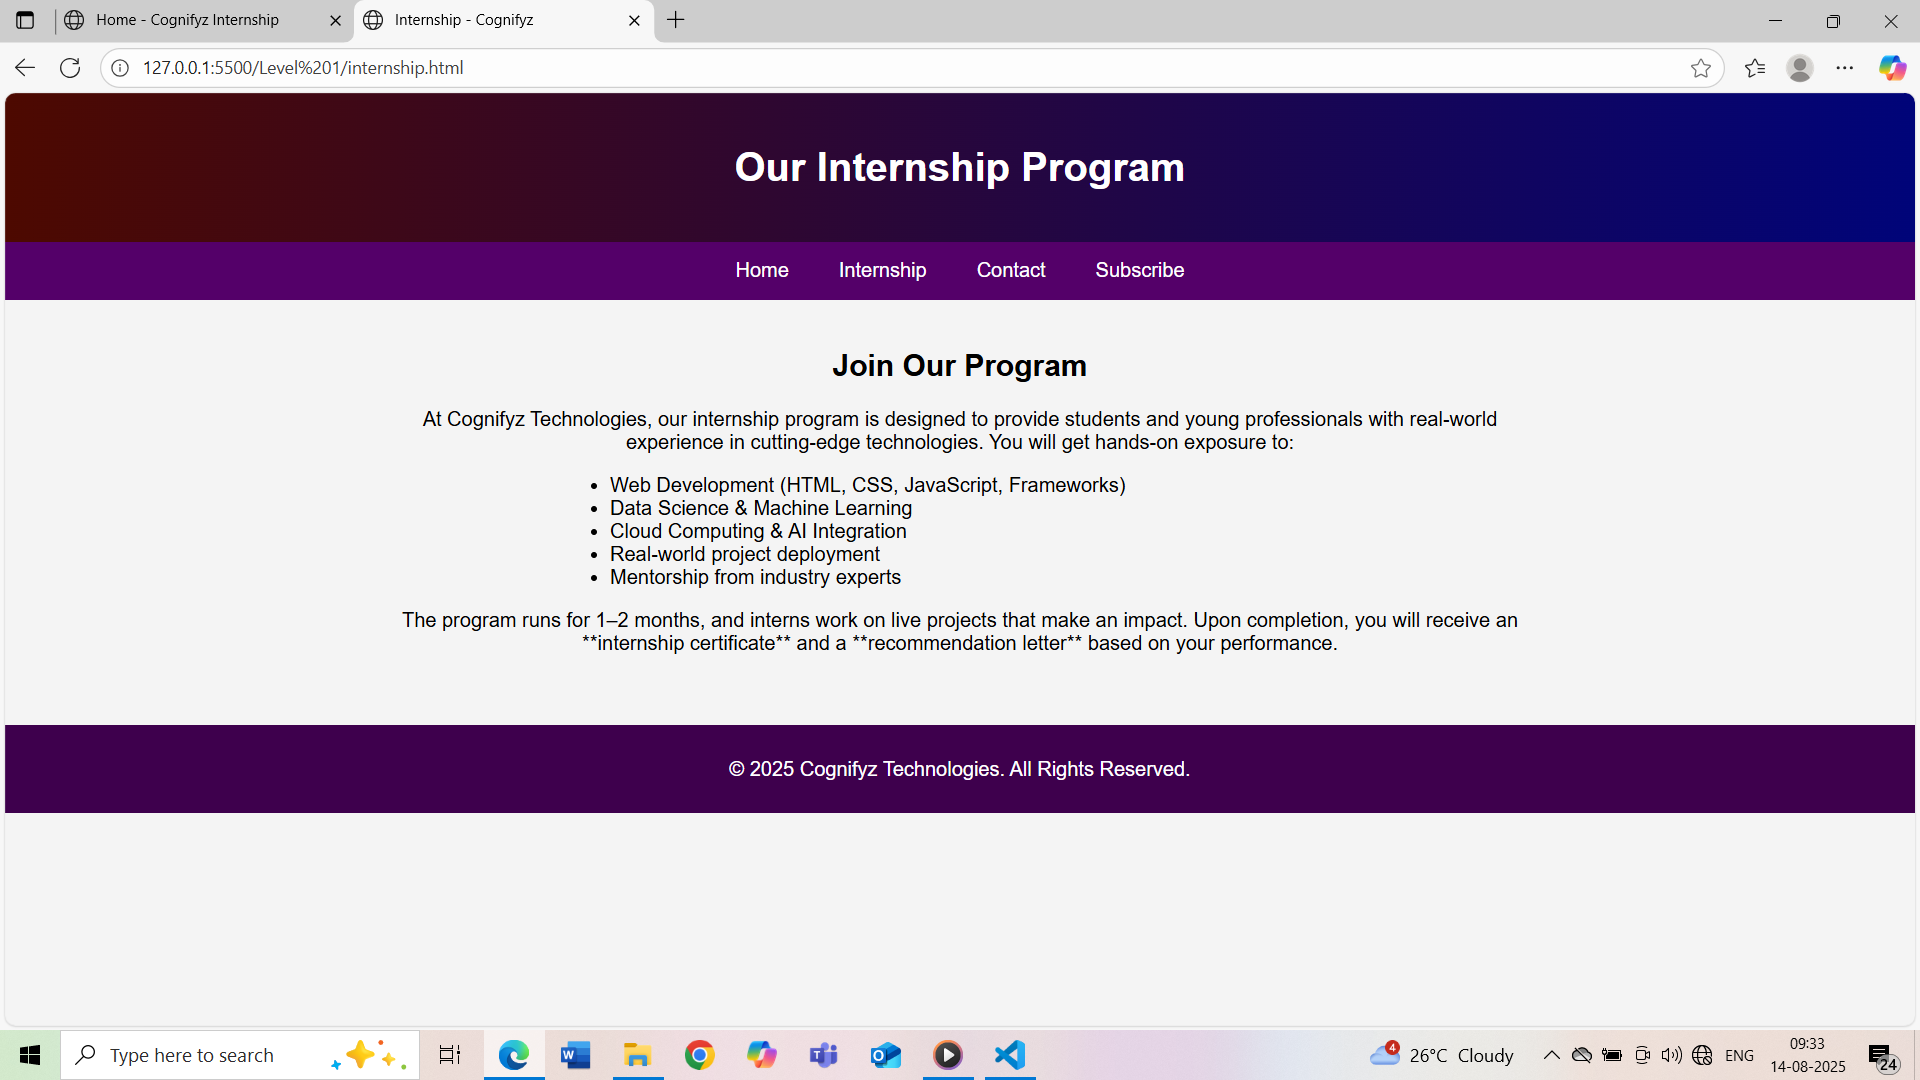 Home - Cognifyz Internship
Internship - Cognifyz
127.0.0.1:5500/Level%201/internship.html
Our Internship Program
Home Internship Contact Subscribe
Join Our Program
At Cognifyz Technologies, our internship program is designed to provide students and young professionals with real-world
experience in cutting-edge technologies. You will get hands-on exposure to:
• Web Development (HTML, CSS, JavaScript, Frameworks)
• Data Science & Machine Learning
• Cloud Computing & AI Integration
• Real-world project deployment
• Mentorship from industry experts
The program runs for 1–2 months, and interns work on live projects that make an impact. Upon completion, you will receive an
**internship certificate** and a **recommendation letter** based on your performance.
© 2025 Cognifyz Technologies. All Rights Reserved.
Type here to search
4
26°C Cloudy
ENG
09:33
14-08-2025
24